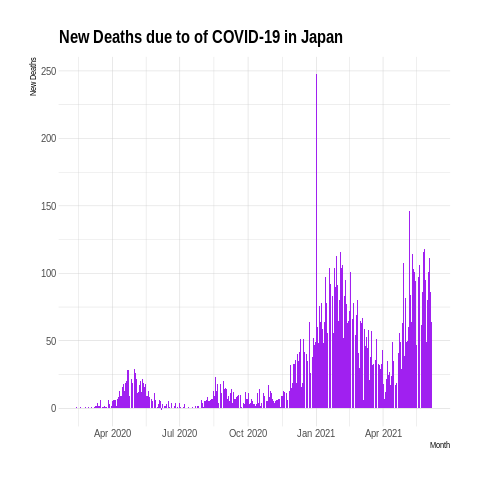 New Deaths due to of COVID-19 in Japan
New Deaths
250
200
150
100
50
0
Apr 2020 Jul 2020 Oct 2020 Jan 2021 Apr 2021
Month